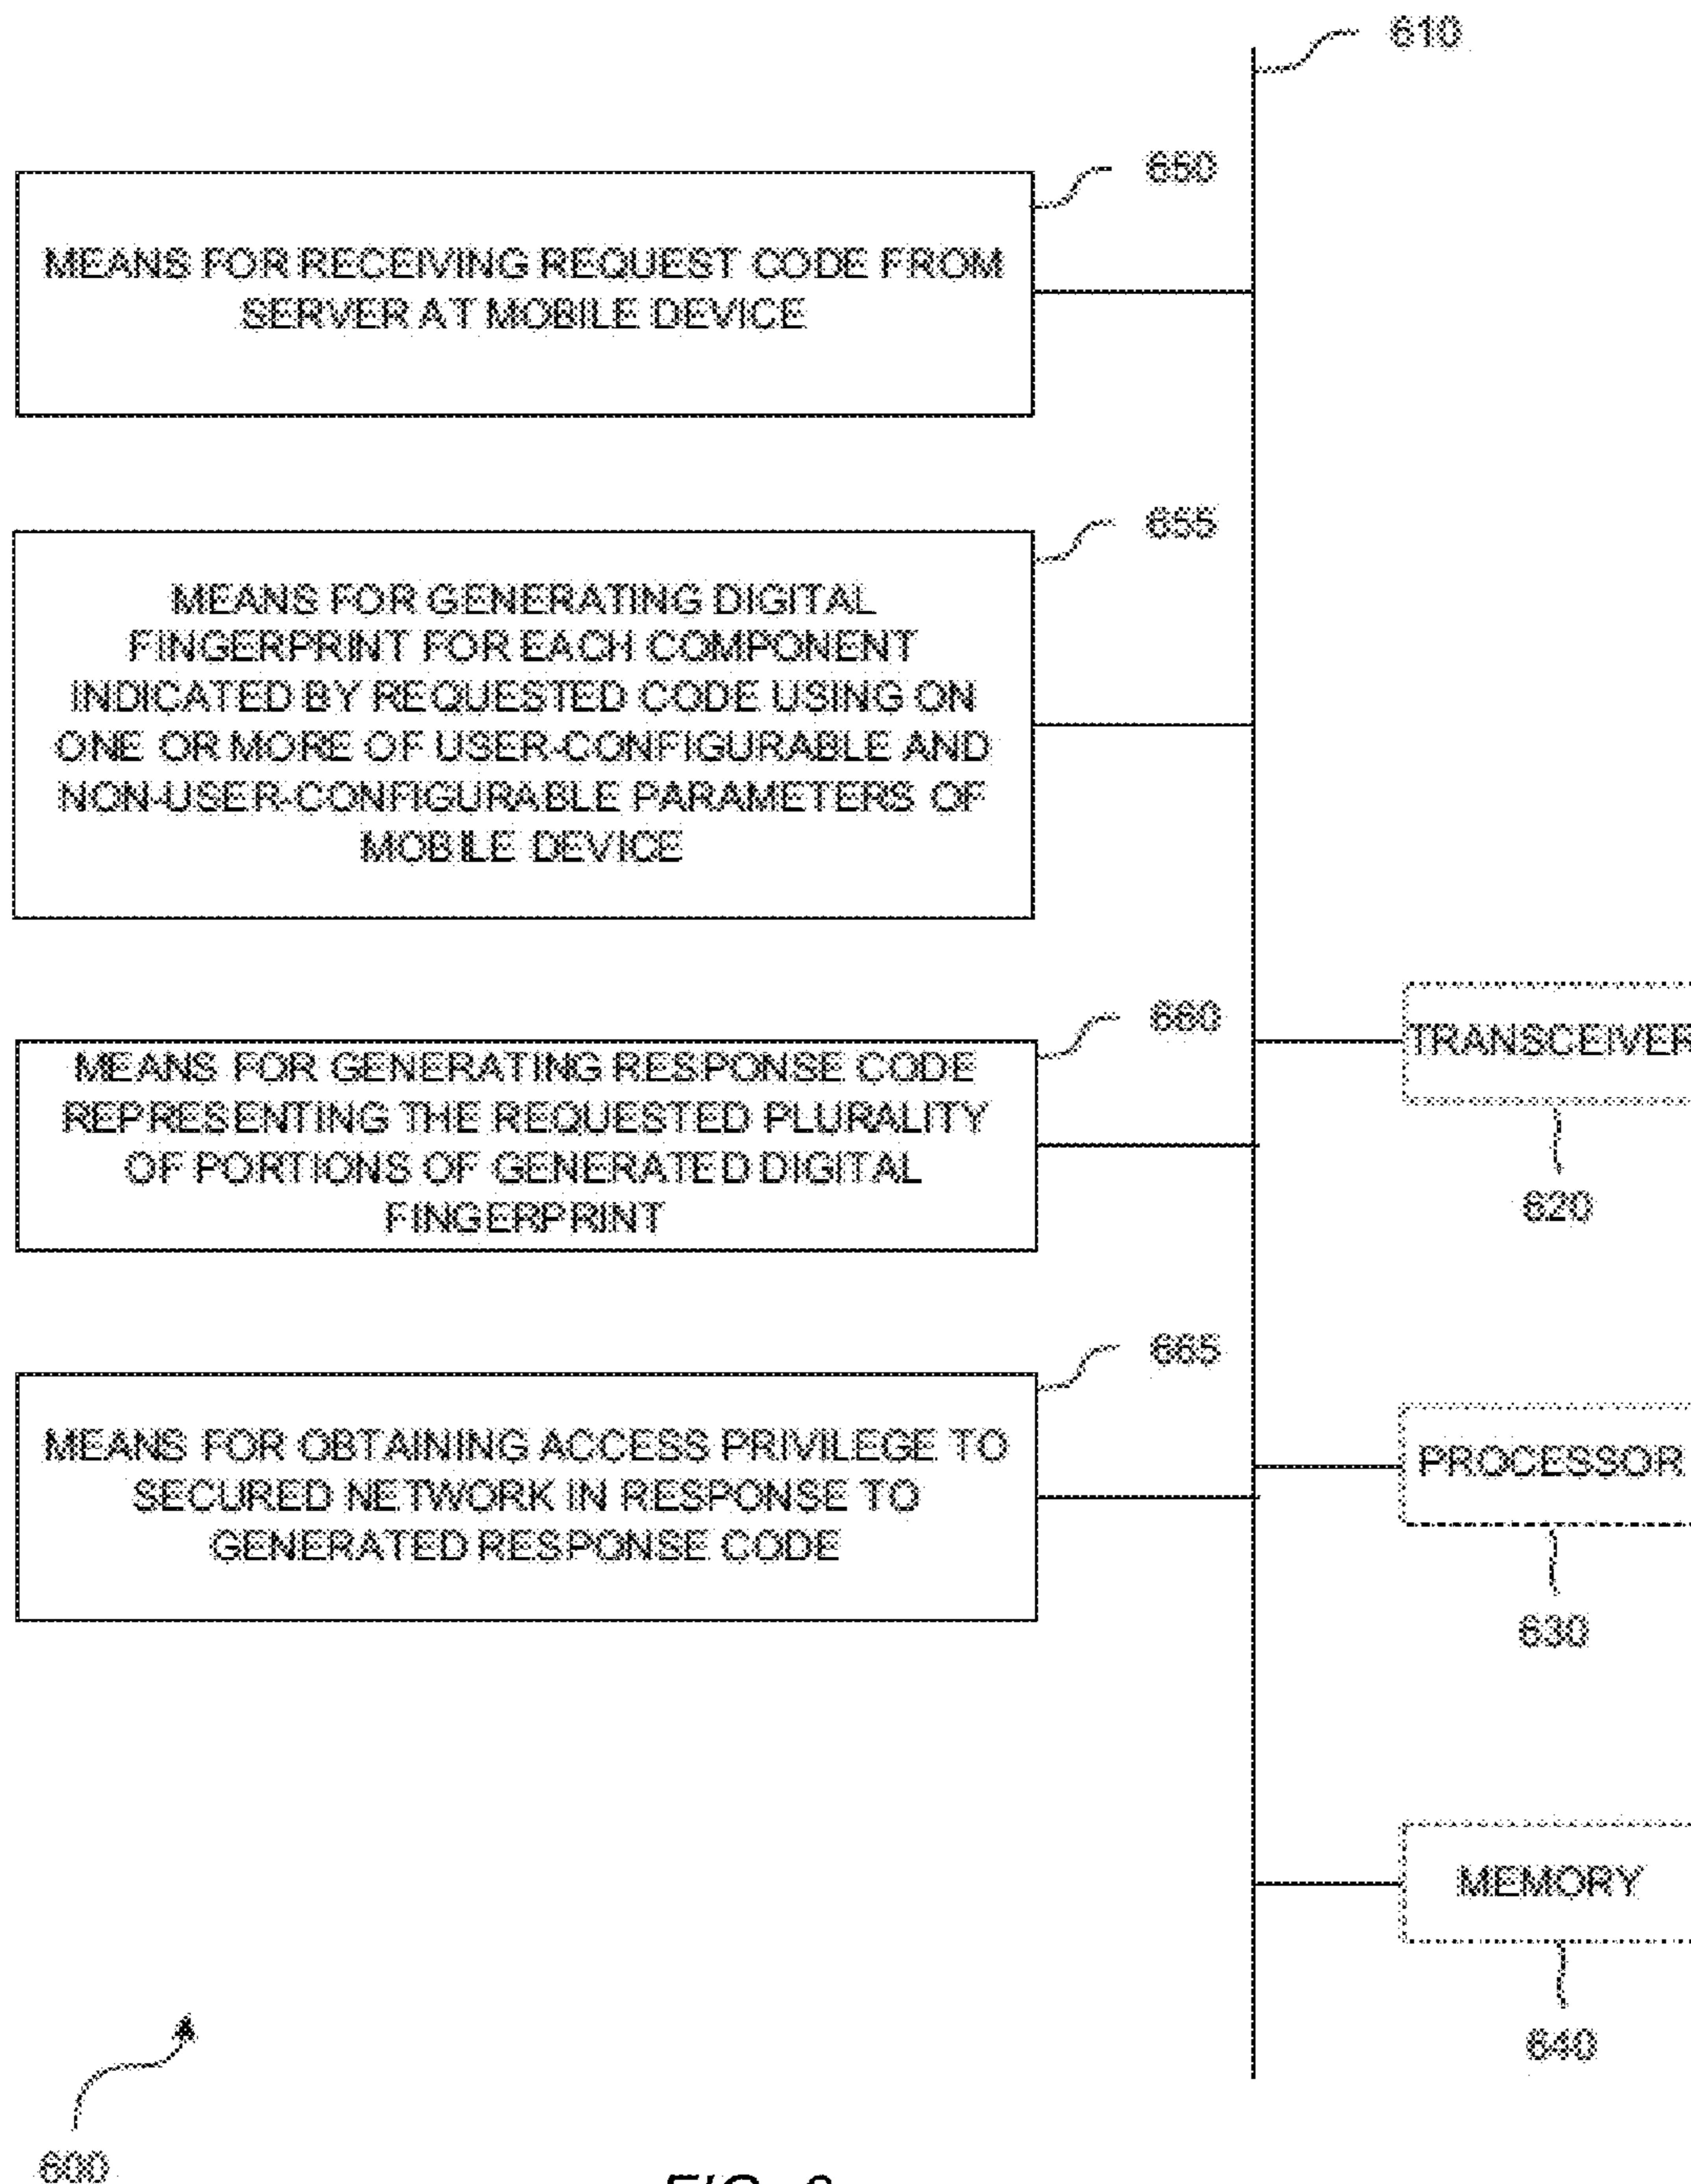 610
650
MEANS FOR RECEIVING REQUEST CODE FROM
SERVER AT MOBILE DEVICE
655
MEANS FOR GENERATING DIGITAL
FINGERPRINT FOR EACH COMPONENT
INDICATED BY REQUESTED CODE USING ON
ONE OR MORE OF USER-CONFIGURABLE AND
NON-USER-CONFIGURABLE PARAMETERS OF
MOBILE DEVICE
660
MEANS FOR GENERATING RESPONSE CODE
REPRESENTING THE REQUESTED PLURALITY
OF PORTIONS OF GENERATED DIGITAL
FINGERPRINT
TRANSCEIVER
620
665
MEANS FOR OBTAINING ACCESS PRIVILEGE TO
SECURED NETWORK IN RESPONSE TO
GENERATED RESPONSE CODE
PROCESSOR
630
MEMORY
640
600